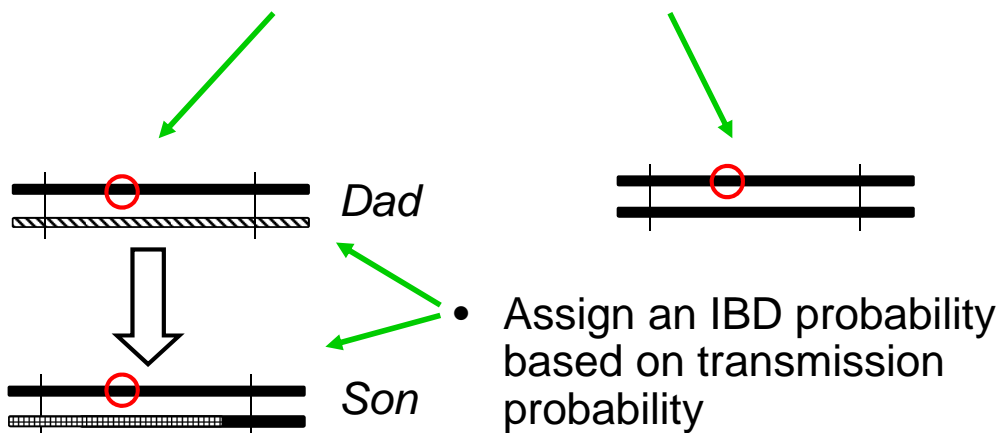 Dad
• Assign an IBD probability
based on transmission
Son
probability